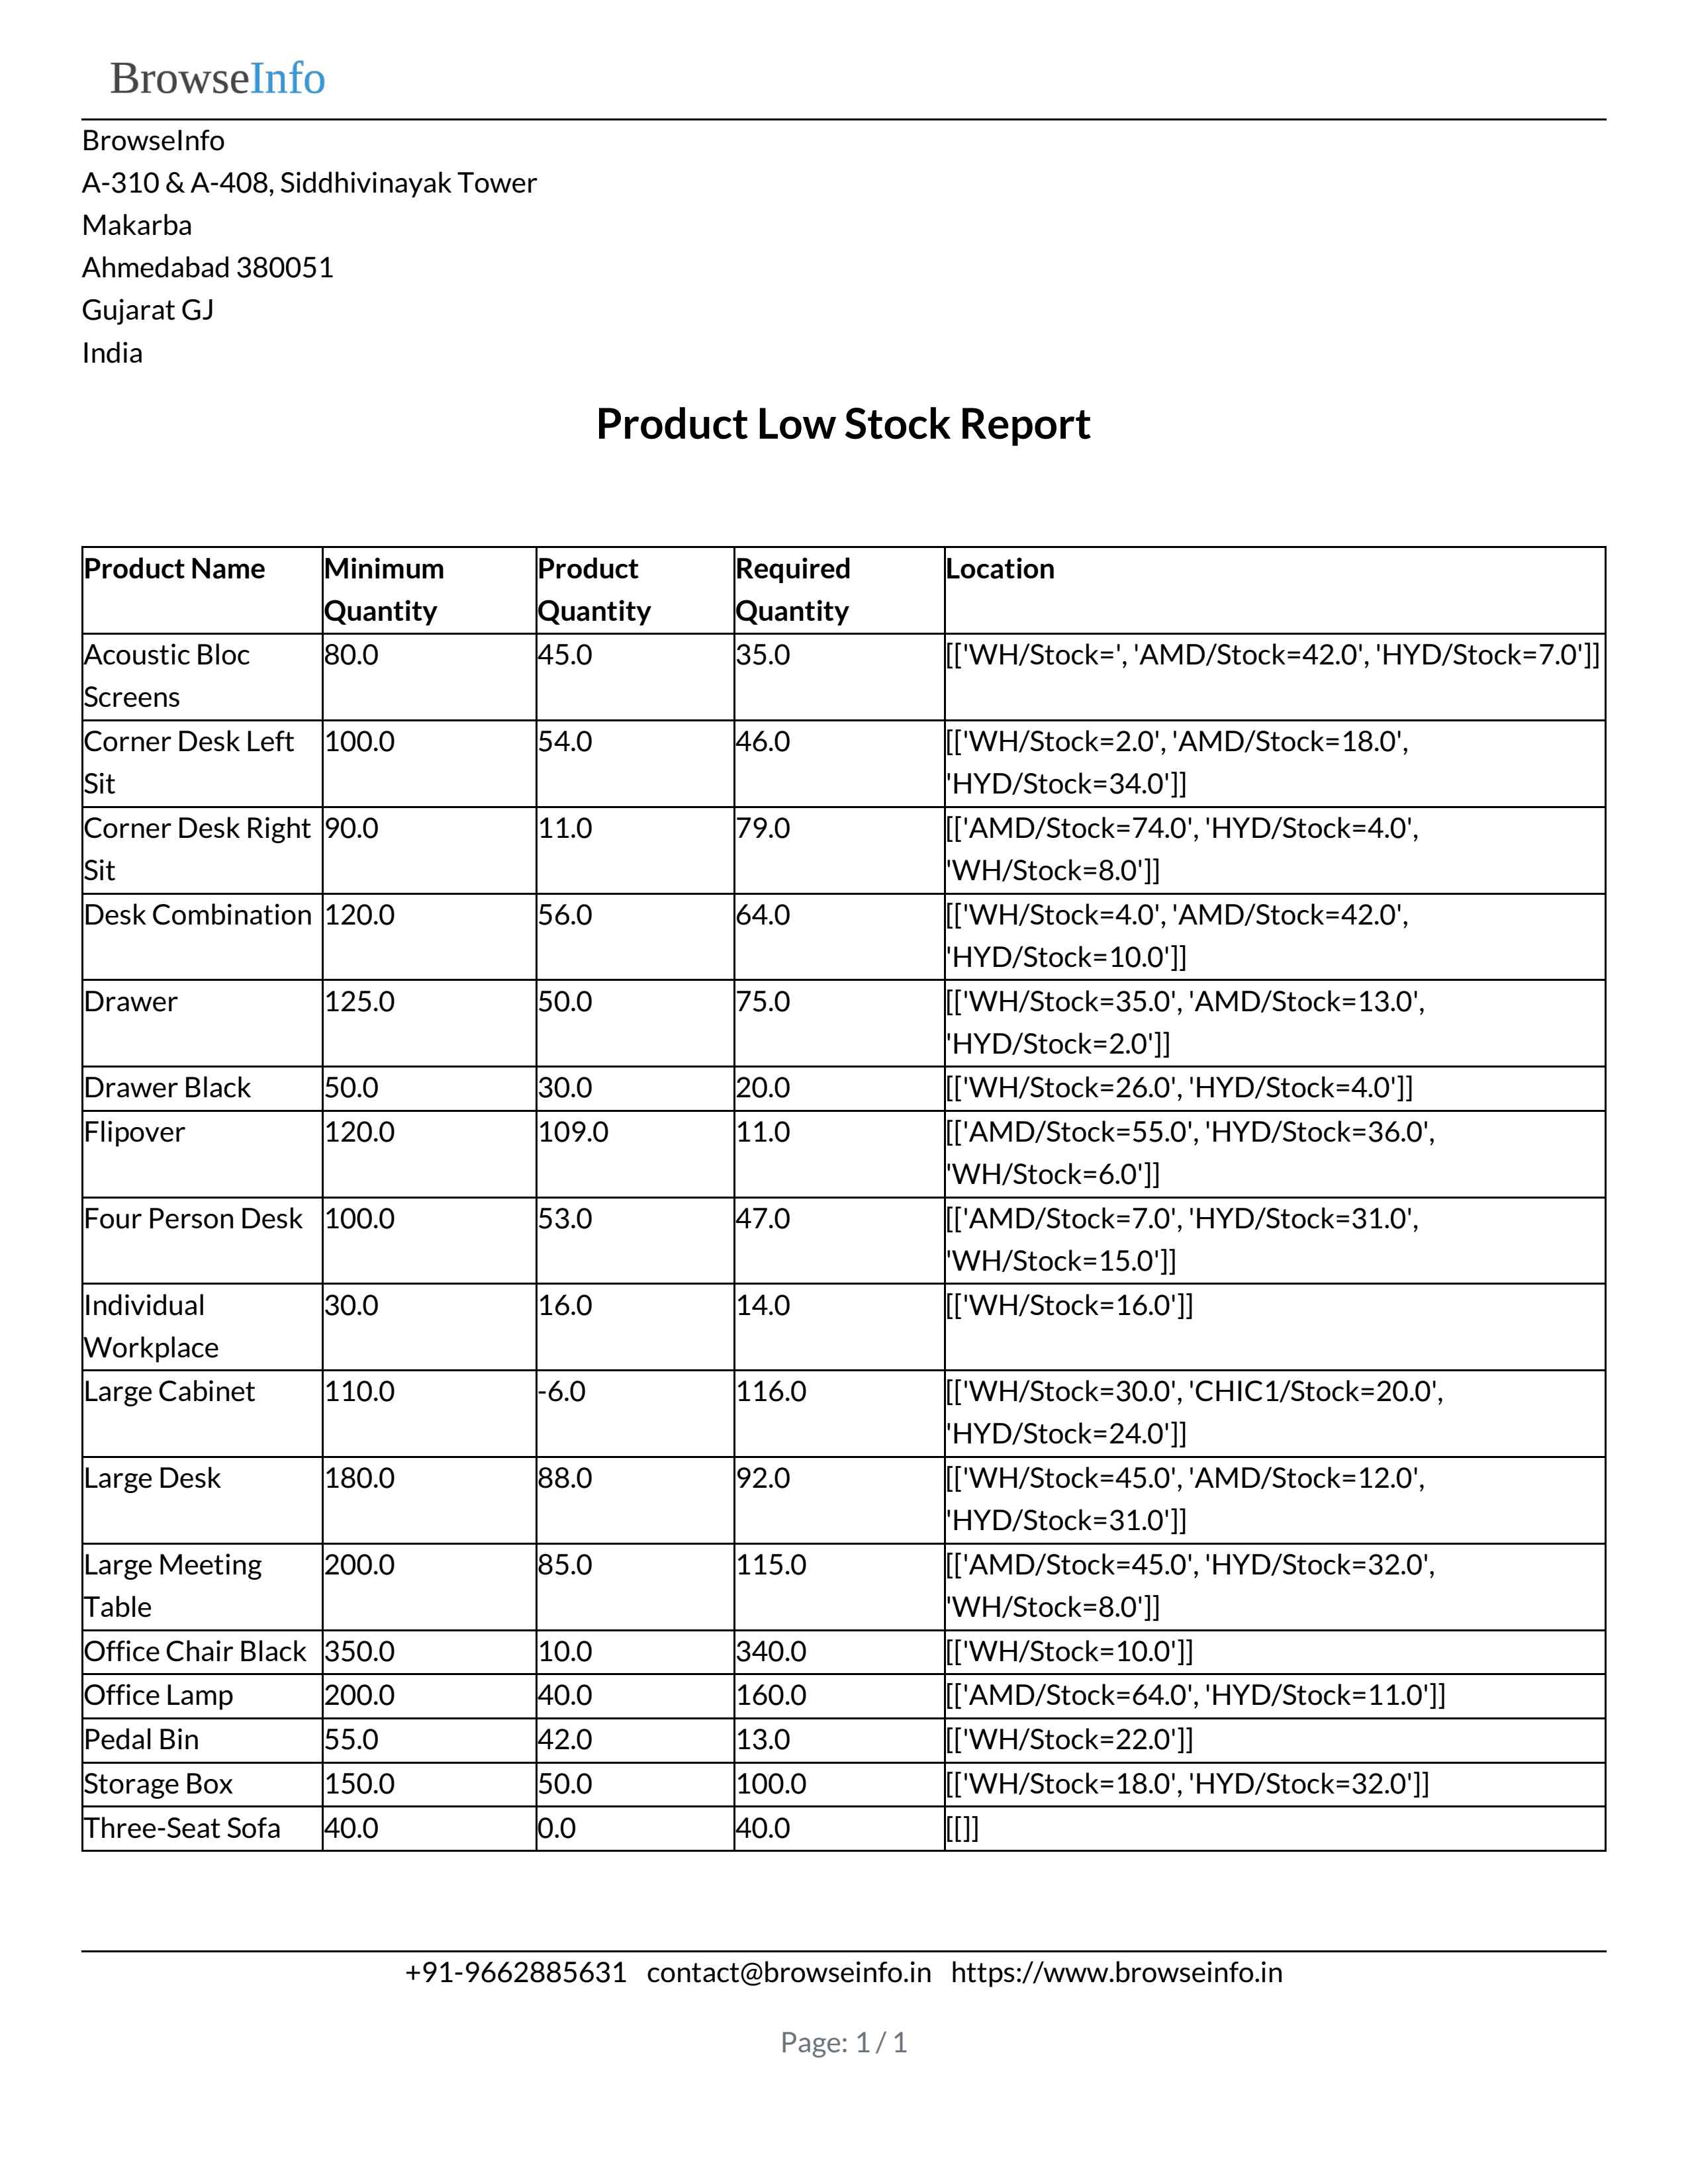 BrowseInfo
BrowseInfo
A-310 & A-408, Siddhivinayak Tower
Makarba
Ahmedabad 380051
Gujarat GJ
India
Product Low Stock Report
Product Name Minimum Quantity Product Quantity Required Quantity Location
Acoustic Bloc Screens 80.0 45.0 35.0 [['WH/Stock=', 'AMD/Stock=42.0', 'HYD/Stock=7.0']]
Corner Desk Left Sit 100.0 54.0 46.0 [['WH/Stock=2.0', 'AMD/Stock=18.0', 'HYD/Stock=34.0']]
Corner Desk Right Sit 90.0 11.0 79.0 [['AMD/Stock=74.0', 'HYD/Stock=4.0', 'WH/Stock=8.0']]
Desk Combination 120.0 56.0 64.0 [['WH/Stock=4.0', 'AMD/Stock=42.0', 'HYD/Stock=10.0']]
Drawer 125.0 50.0 75.0 [['WH/Stock=35.0', 'AMD/Stock=13.0', 'HYD/Stock=2.0']]
Drawer Black 50.0 30.0 20.0 [['WH/Stock=26.0', 'HYD/Stock=4.0']]
Flipover 120.0 109.0 11.0 [['AMD/Stock=55.0', 'HYD/Stock=36.0', 'WH/Stock=6.0']]
Four Person Desk 100.0 53.0 47.0 [['AMD/Stock=7.0', 'HYD/Stock=31.0', 'WH/Stock=15.0']]
Individual Workplace 30.0 16.0 14.0 [['WH/Stock=16.0']]
Large Cabinet 110.0 -6.0 116.0 [['WH/Stock=30.0', 'CHIC1/Stock=20.0', 'HYD/Stock=24.0']]
Large Desk 180.0 88.0 92.0 [['WH/Stock=45.0', 'AMD/Stock=12.0', 'HYD/Stock=31.0']]
Large Meeting Table 200.0 85.0 115.0 [['AMD/Stock=45.0', 'HYD/Stock=32.0', 'WH/Stock=8.0']]
Office Chair Black 350.0 10.0 340.0 [['WH/Stock=10.0']]
Office Lamp 200.0 40.0 160.0 [['AMD/Stock=64.0', 'HYD/Stock=11.0']]
Pedal Bin 55.0 42.0 13.0 [['WH/Stock=22.0']]
Storage Box 150.0 50.0 100.0 [['WH/Stock=18.0', 'HYD/Stock=32.0']]
Three-Seat Sofa 40.0 0.0 40.0 [[]]
+91-9662885631 contact@browseinfo.in https://www.browseinfo.in
Page: 1 / 1